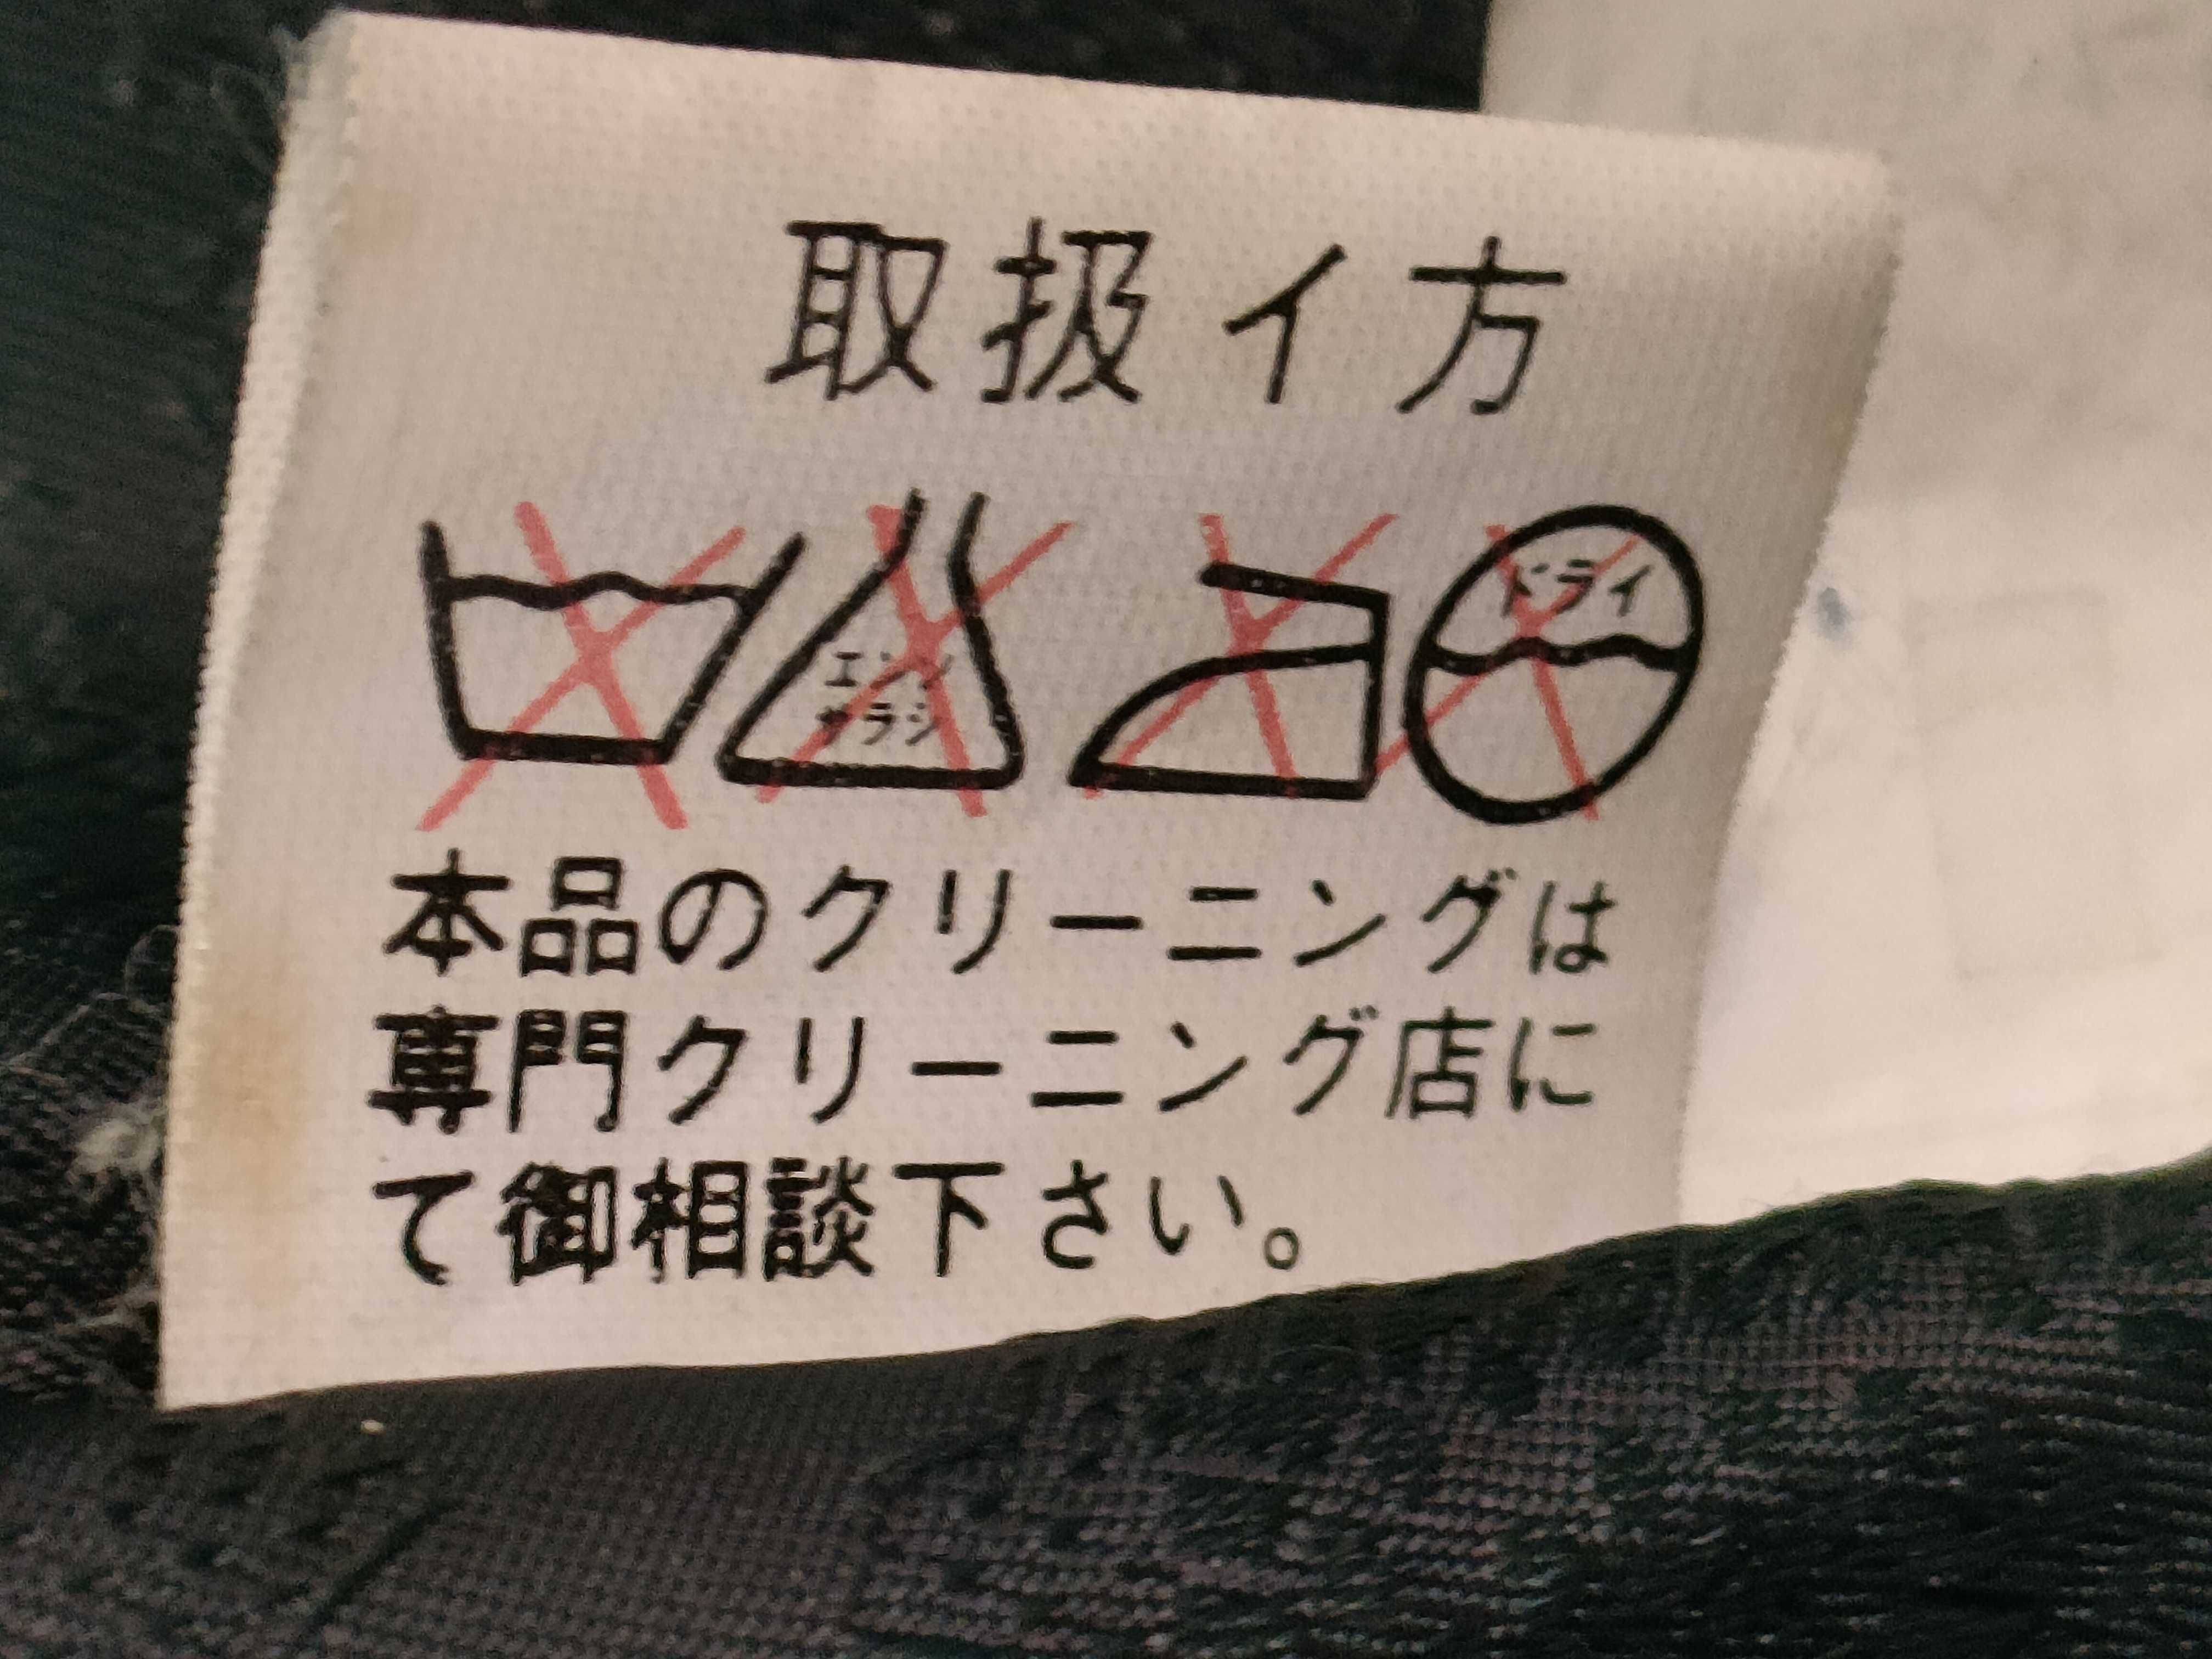 取扱イ方
エンソ
サラシ
ドライ
本品のクリーニングは
専門クリーニング店に
て御相談下さい。